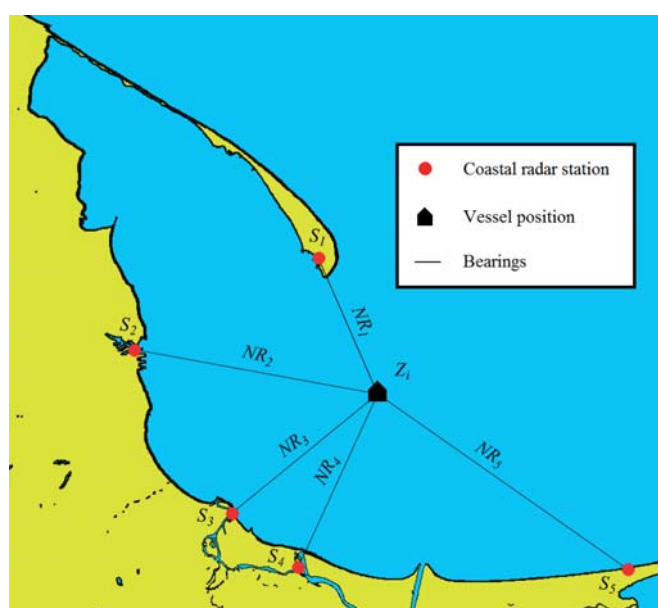 Coastal radar station
Vessel position
Bearings
S₁
NR₁
S₂
NR₂
Zᵢ
NR₃
NR₄
NR₅
S₃
S₄
S₅